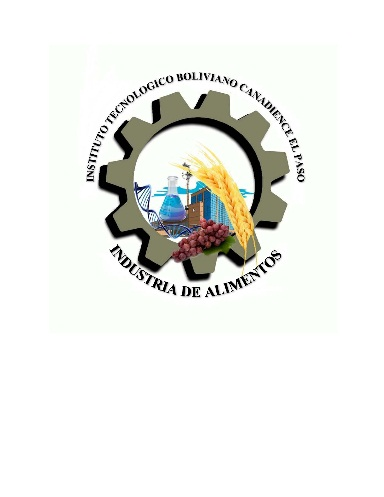 INSTITUTO TECNOLOGICO BOLIVIANO CANADIENCE EL PASO
INDUSTRIA DE ALIMENTOS